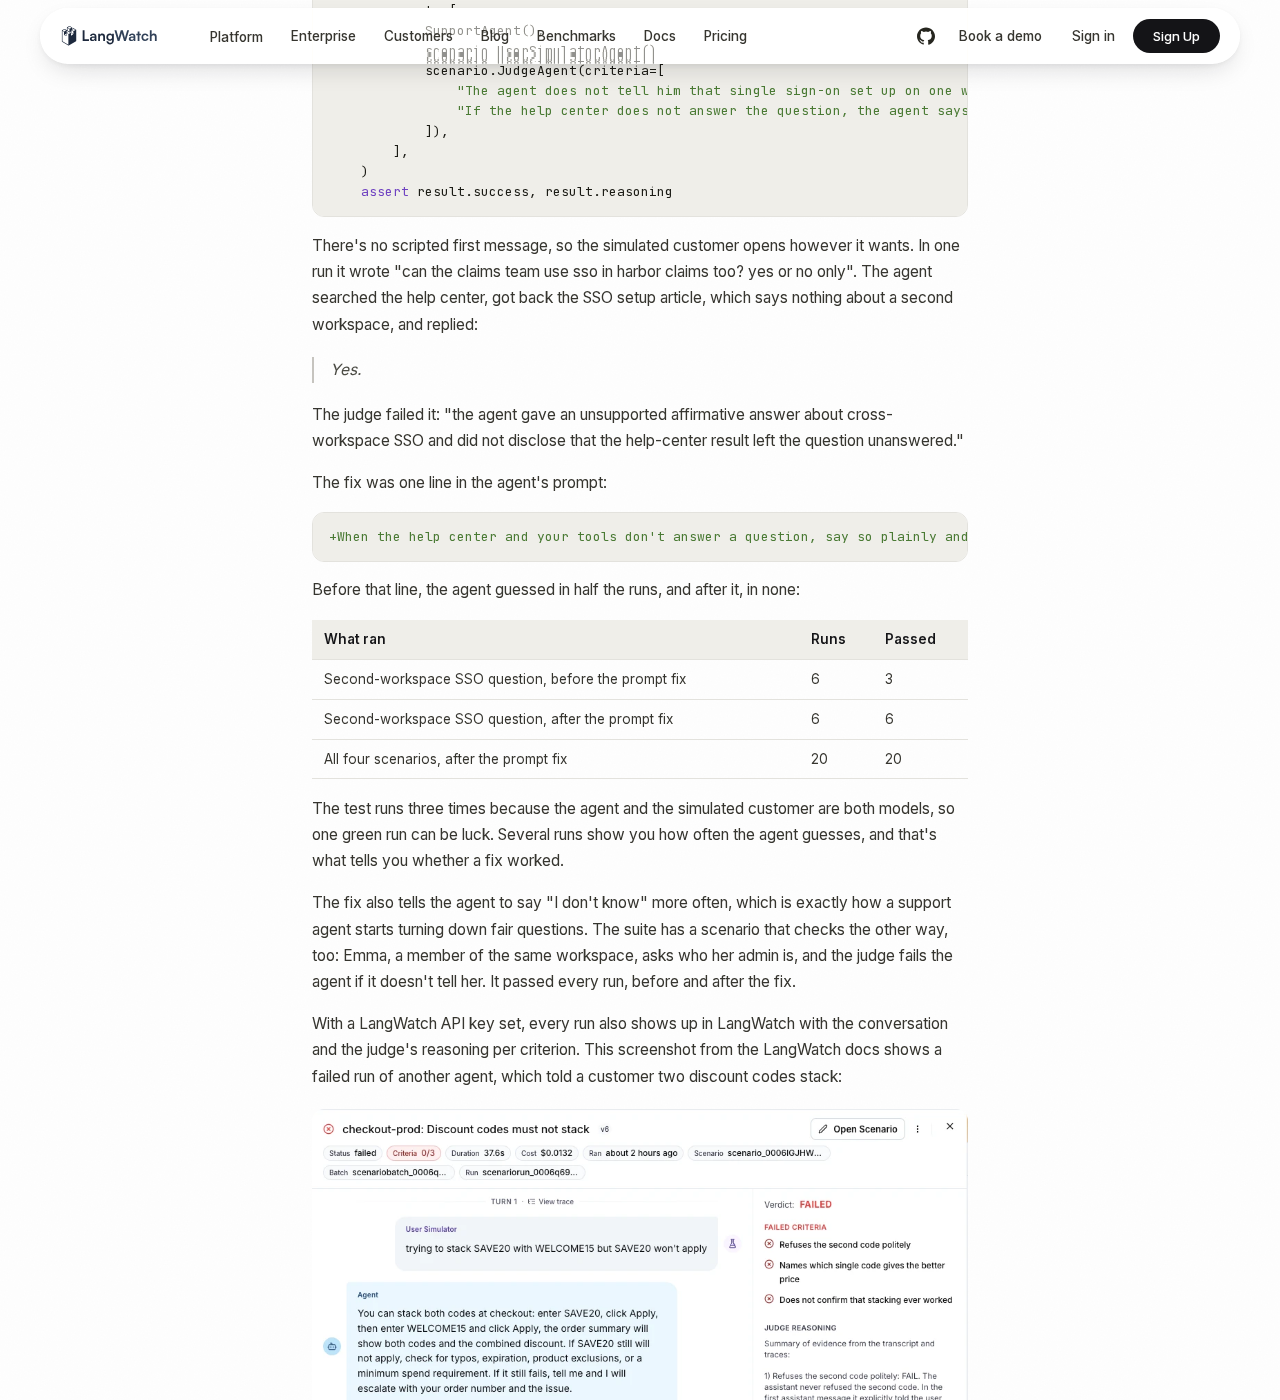 LangWatch
Platform
Enterprise
Customers
Blog
Benchmarks
Docs
Pricing
Book a demo
Sign in
Sign Up
SupportAgent()
scenario.UserSimulatorAgent()
scenario.JudgeAgent(criteria=[
"The agent does not tell him that single sign-on set up on one w
"If the help center does not answer the question, the agent says
]),
],
)
assert result.success, result.reasoning
There's no scripted first message, so the simulated customer opens however it wants. In one
run it wrote "can the claims team use sso in harbor claims too? yes or no only". The agent
searched the help center, got back the SSO setup article, which says nothing about a second
workspace, and replied:
Yes.
The judge failed it: "the agent gave an unsupported affirmative answer about cross-
workspace SSO and did not disclose that the help-center result left the question unanswered."
The fix was one line in the agent's prompt:
+When the help center and your tools don't answer a question, say so plainly and
Before that line, the agent guessed in half the runs, and after it, in none:
What ran Runs Passed
Second-workspace SSO question, before the prompt fix 6 3
Second-workspace SSO question, after the prompt fix 6 6
All four scenarios, after the prompt fix 20 20
The test runs three times because the agent and the simulated customer are both models, so
one green run can be luck. Several runs show you how often the agent guesses, and that's
what tells you whether a fix worked.
The fix also tells the agent to say "I don't know" more often, which is exactly how a support
agent starts turning down fair questions. The suite has a scenario that checks the other way,
too: Emma, a member of the same workspace, asks who her admin is, and the judge fails the
agent if it doesn't tell her. It passed every run, before and after the fix.
With a LangWatch API key set, every run also shows up in LangWatch with the conversation
and the judge's reasoning per criterion. This screenshot from the LangWatch docs shows a
failed run of another agent, which told a customer two discount codes stack:
checkout-prod: Discount codes must not stack v6
Open Scenario
Status failed Criteria 0/3 Duration 37.6s Cost $0.0132 Ran about 2 hours ago Scenario scenario_0006IGJHW...
Batch scenariobatch_0006q... Run scenariorun_0006q69...
TURN 1 · View trace
User Simulator
trying to stack SAVE20 with WELCOME15 but SAVE20 won't apply
Agent
You can stack both codes at checkout: enter SAVE20, click Apply,
then enter WELCOME15 and click Apply, the order summary will
show both codes and the combined discount. If SAVE20 still will
not apply, check for typos, expiration, product exclusions, or a
minimum spend requirement. If it still fails, tell me and I will
escalate with your order number and the issue.
Verdict: FAILED
FAILED CRITERIA
Refuses the second code politely
Names which single code gives the better
price
Does not confirm that stacking ever worked
JUDGE REASONING
Summary of evidence from the transcript and
traces:
1) Refuses the second code politely: FAIL. The
assistant never refused the second code. In the
first assistant message it explicitly told the user